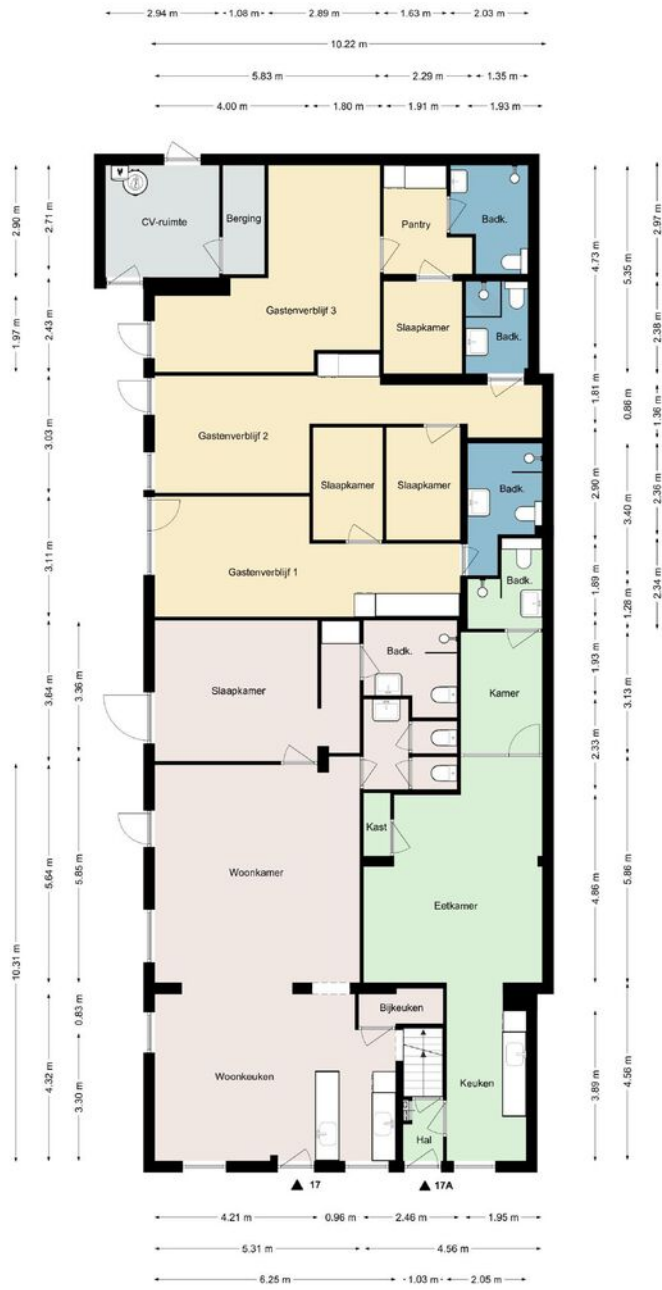 2.94 m 1.08 m 2.89 m 1.63 m 2.03 m
10.22 m
5.83 m 2.29 m 1.35 m
4.00 m 1.80 m 1.91 m 1.93 m
2.90 m
1.97 m
10.31 m
2.71 m
2.43 m
3.03 m
3.11 m
3.64 m
5.64 m
4.32 m
3.36 m
5.85 m
0.83 m
3.30 m
CV-ruimte
Berging
Pantry
Badk.
Gastenverblijf 3
Slaapkamer
Badk.
Gastenverblijf 2
Slaapkamer
Slaapkamer
Badk.
Gastenverblijf 1
Badk.
Slaapkamer
Badk.
Kamer
Kast
Woonkamer
Eetkamer
Bijkeuken
Woonkeuken
Keuken
Hal
17
17A
4.73 m
1.81 m
2.90 m
1.89 m
1.93 m
2.33 m
4.86 m
3.89 m
5.35 m
0.86 m
3.40 m
1.28 m
3.13 m
5.86 m
4.56 m
2.97 m
2.38 m
1.36 m
2.36 m
2.34 m
4.21 m 0.96 m 2.46 m 1.95 m
5.31 m 4.56 m
6.25 m 1.03 m 2.05 m